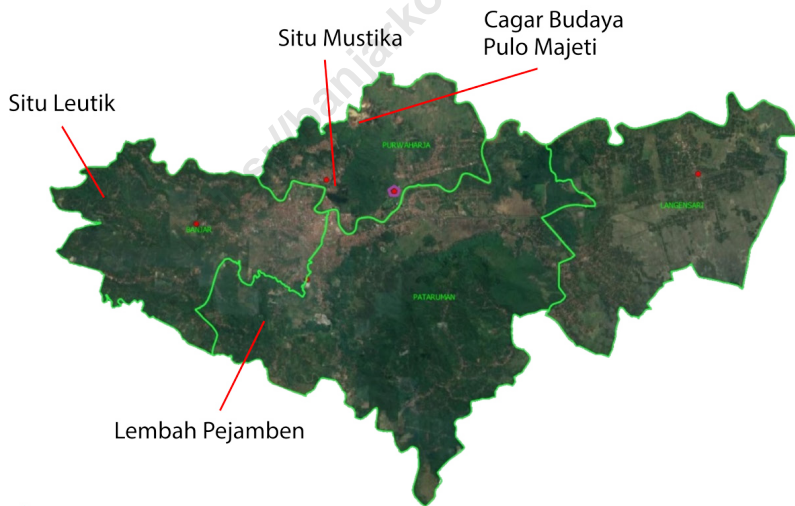 Cagar Budaya
Pulo Majeti
Situ Mustika
Situ Leutik
PURWAHARJA
LANGENSARI
BANJAR
PATARUMAN
Lembah Pejamben